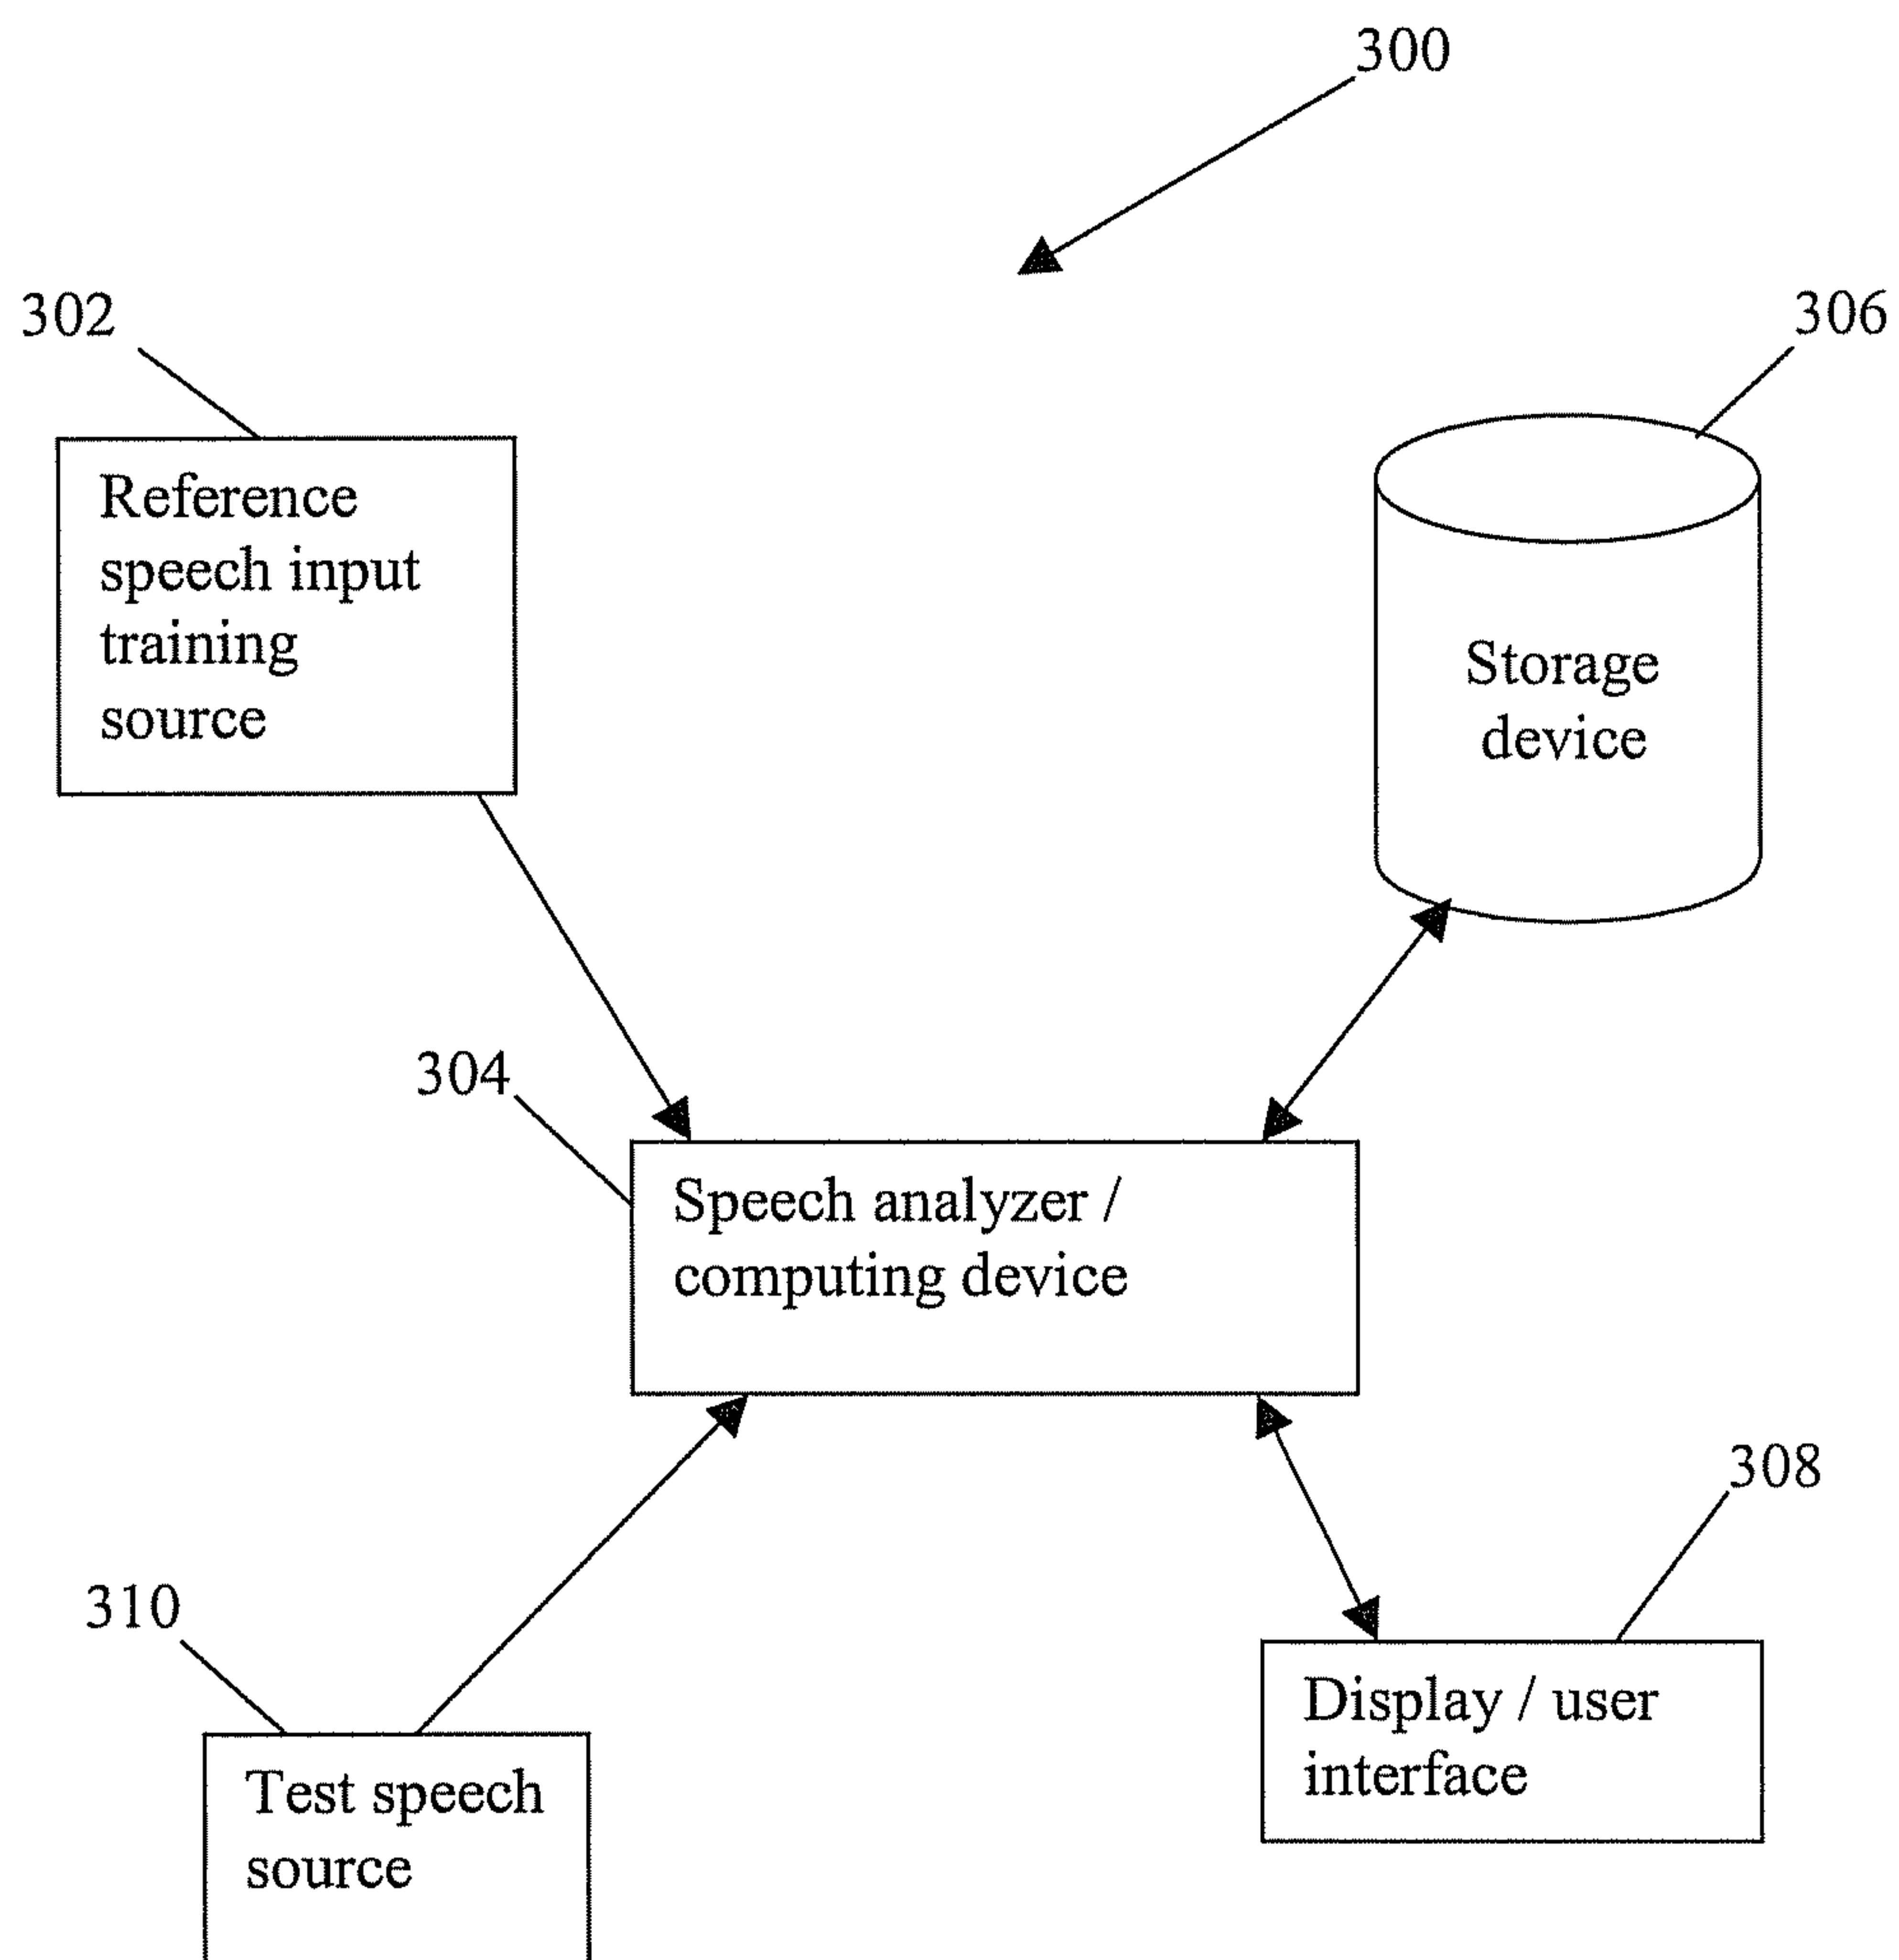 300
302
306
Reference
speech input
training
source
Storage
device
304
Speech analyzer /
computing device
308
310
Display / user
interface
Test speech
source